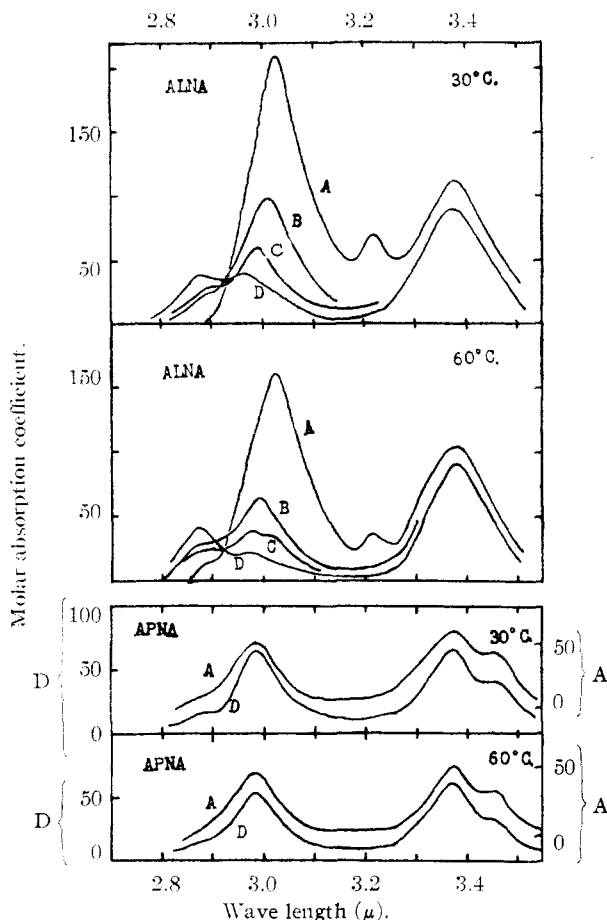 2.8 3.0 3.2 3.4
ALNA 30°C.
150
A
B
C
D
50
ALNA 60°C.
150
A
B
C
D
50
Molar absorption coefficient.
100
APNA 30°C.
50 50
A
D
D A
0 0
APNA 60°C.
50 50
A
D
D A
0 0
2.8 3.0 3.2 3.4
Wave length (μ).